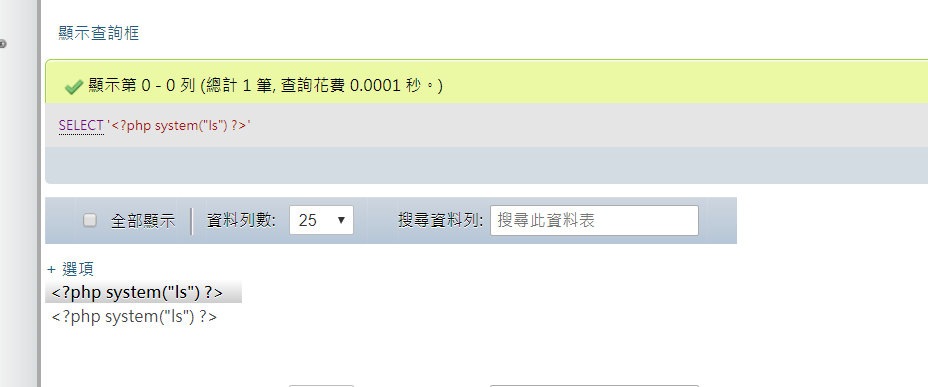 顯示查詢框
顯示第 0 - 0 列 (總計 1 筆, 查詢花費 0.0001 秒。)
SELECT '<?php system("ls") ?>'
全部顯示 資料列數: 25 搜尋資料列: 搜尋此資料表
+ 選項
<?php system("ls") ?>
<?php system("ls") ?>